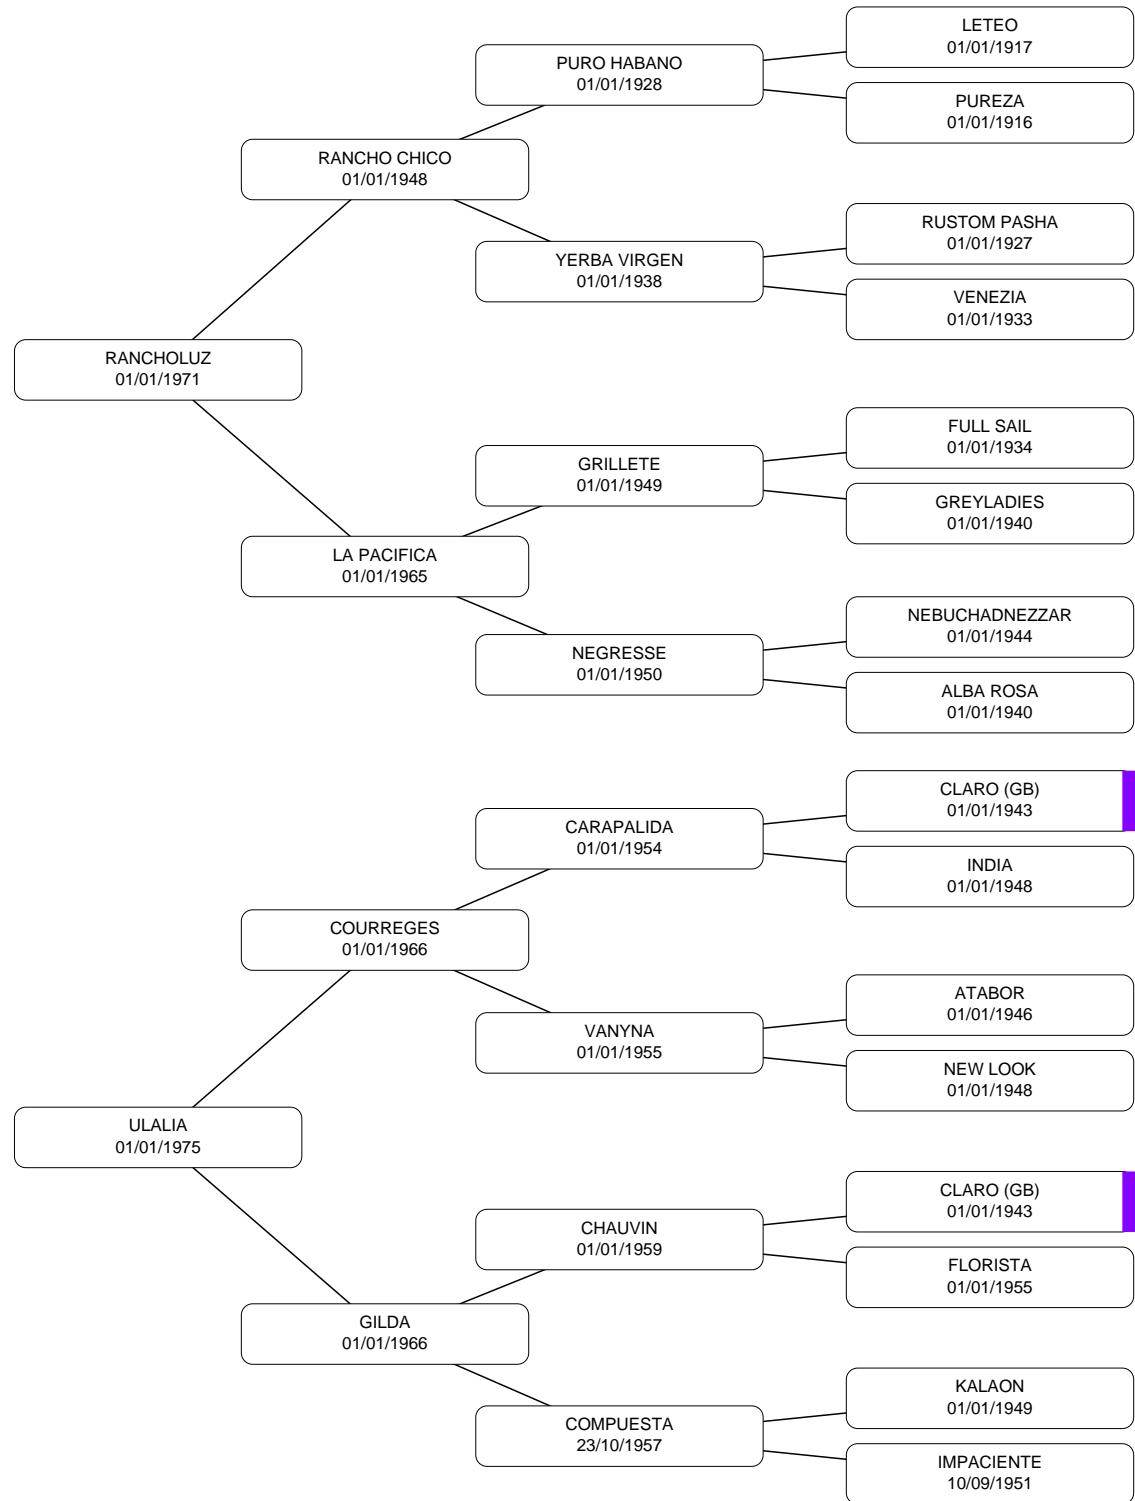 LETEO
01/01/1917
PURO HABANO
01/01/1928
PUREZA
01/01/1916
RANCHO CHICO
01/01/1948
RUSTOM PASHA
01/01/1927
YERBA VIRGEN
01/01/1938
VENEZIA
01/01/1933
RANCHOLUZ
01/01/1971
FULL SAIL
01/01/1934
GRILLETE
01/01/1949
GREYLADIES
01/01/1940
LA PACIFICA
01/01/1965
NEBUCHADNEZZAR
01/01/1944
NEGRESSE
01/01/1950
ALBA ROSA
01/01/1940
CLARO (GB)
01/01/1943
CARAPALIDA
01/01/1954
INDIA
01/01/1948
COURREGES
01/01/1966
ATABOR
01/01/1946
VANYNA
01/01/1955
NEW LOOK
01/01/1948
ULALIA
01/01/1975
CLARO (GB)
01/01/1943
CHAUVIN
01/01/1959
FLORISTA
01/01/1955
GILDA
01/01/1966
KALAON
01/01/1949
COMPUESTA
23/10/1957
IMPACIENTE
10/09/1951